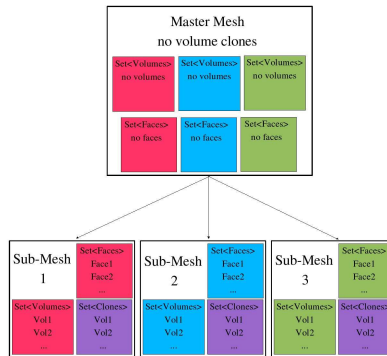 Master Mesh
no volume clones
Set<Volumes>
no volumes
Set<Volumes>
no volumes
Set<Volumes>
no volumes
Set<Faces>
no faces
Set<Faces>
no faces
Set<Faces>
no faces
Sub-Mesh
1
Set<Faces>
Face1
Face2
...
Set<Volumes>
Vol1
Vol2
...
Set<Clones>
Vol1
Vol2
...
Sub-Mesh
2
Set<Faces>
Face1
Face2
...
Set<Volumes>
Vol1
Vol2
...
Set<Clones>
Vol1
Vol2
...
Sub-Mesh
3
Set<Faces>
Face1
Face2
...
Set<Volumes>
Vol1
Vol2
...
Set<Clones>
Vol1
Vol2
...